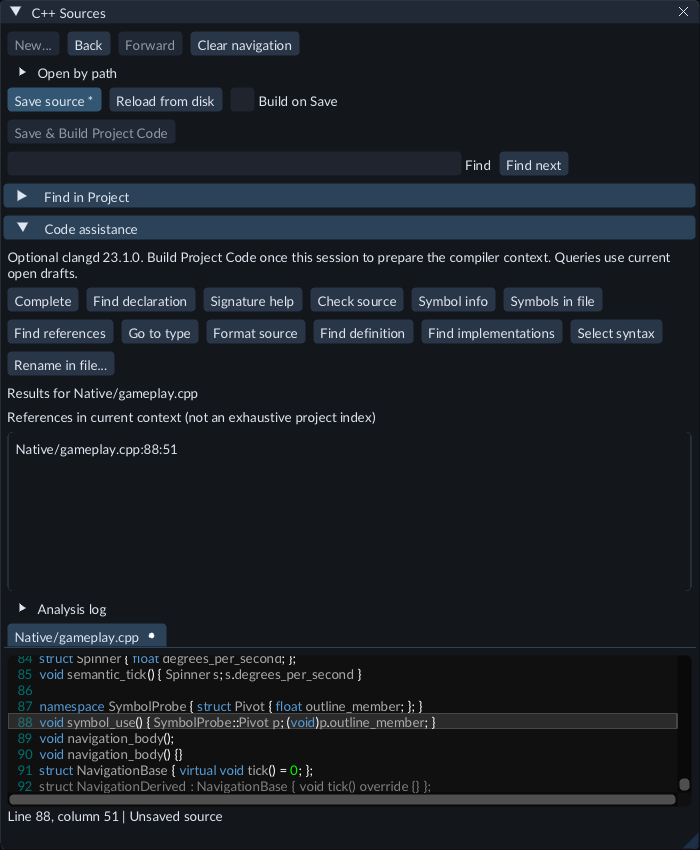 C++ Sources
New... Back Forward Clear navigation
Open by path
Save source * Reload from disk Build on Save
Save & Build Project Code
Find Find next
Find in Project
Code assistance
Optional clangd 23.1.0. Build Project Code once this session to prepare the compiler context. Queries use current
open drafts.
Complete Find declaration Signature help Check source Symbol info Symbols in file
Find references Go to type Format source Find definition Find implementations Select syntax
Rename in file...
Results for Native/gameplay.cpp
References in current context (not an exhaustive project index)
Native/gameplay.cpp:88:51
Analysis log
Native/gameplay.cpp
84 struct Spinner { float degrees_per_second; };
85 void semantic_tick() { Spinner s; s.degrees_per_second }
86
87 namespace SymbolProbe { struct Pivot { float outline_member; }; }
88 void symbol_use() { SymbolProbe::Pivot p; (void)p.outline_member; }
89 void navigation_body();
90 void navigation_body() {}
91 struct NavigationBase { virtual void tick() = 0; };
92 struct NavigationDerived : NavigationBase { void tick() override {} };
Line 88, column 51 | Unsaved source